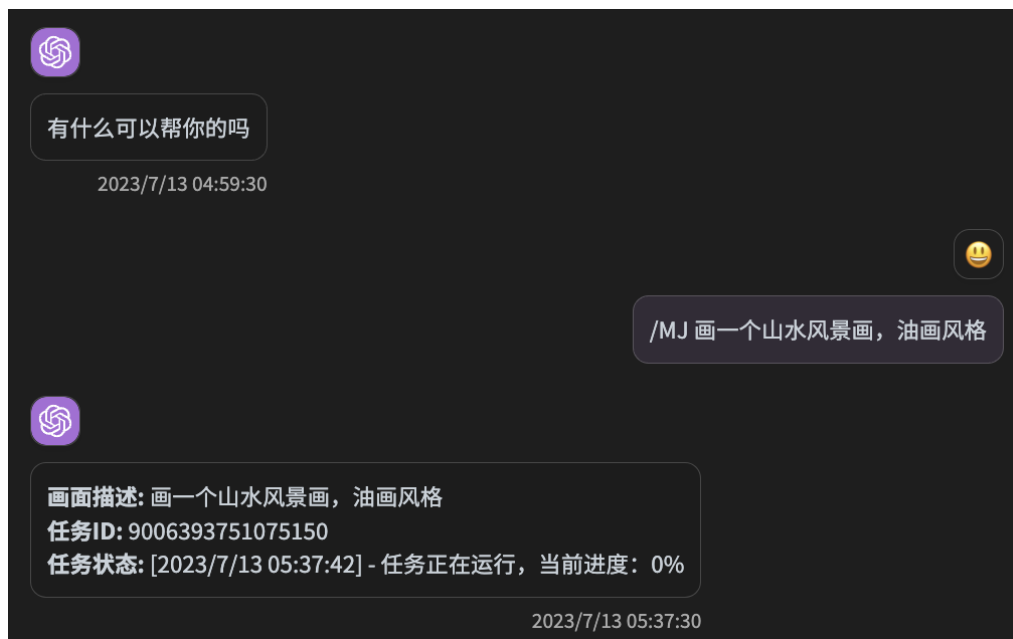 有什么可以帮你的吗
2023/7/13 04:59:30
/MJ 画一个山水风景画，油画风格
画面描述: 画一个山水风景画，油画风格
任务ID: 9006393751075150
任务状态: [2023/7/13 05:37:42] - 任务正在运行，当前进度：0%
2023/7/13 05:37:30